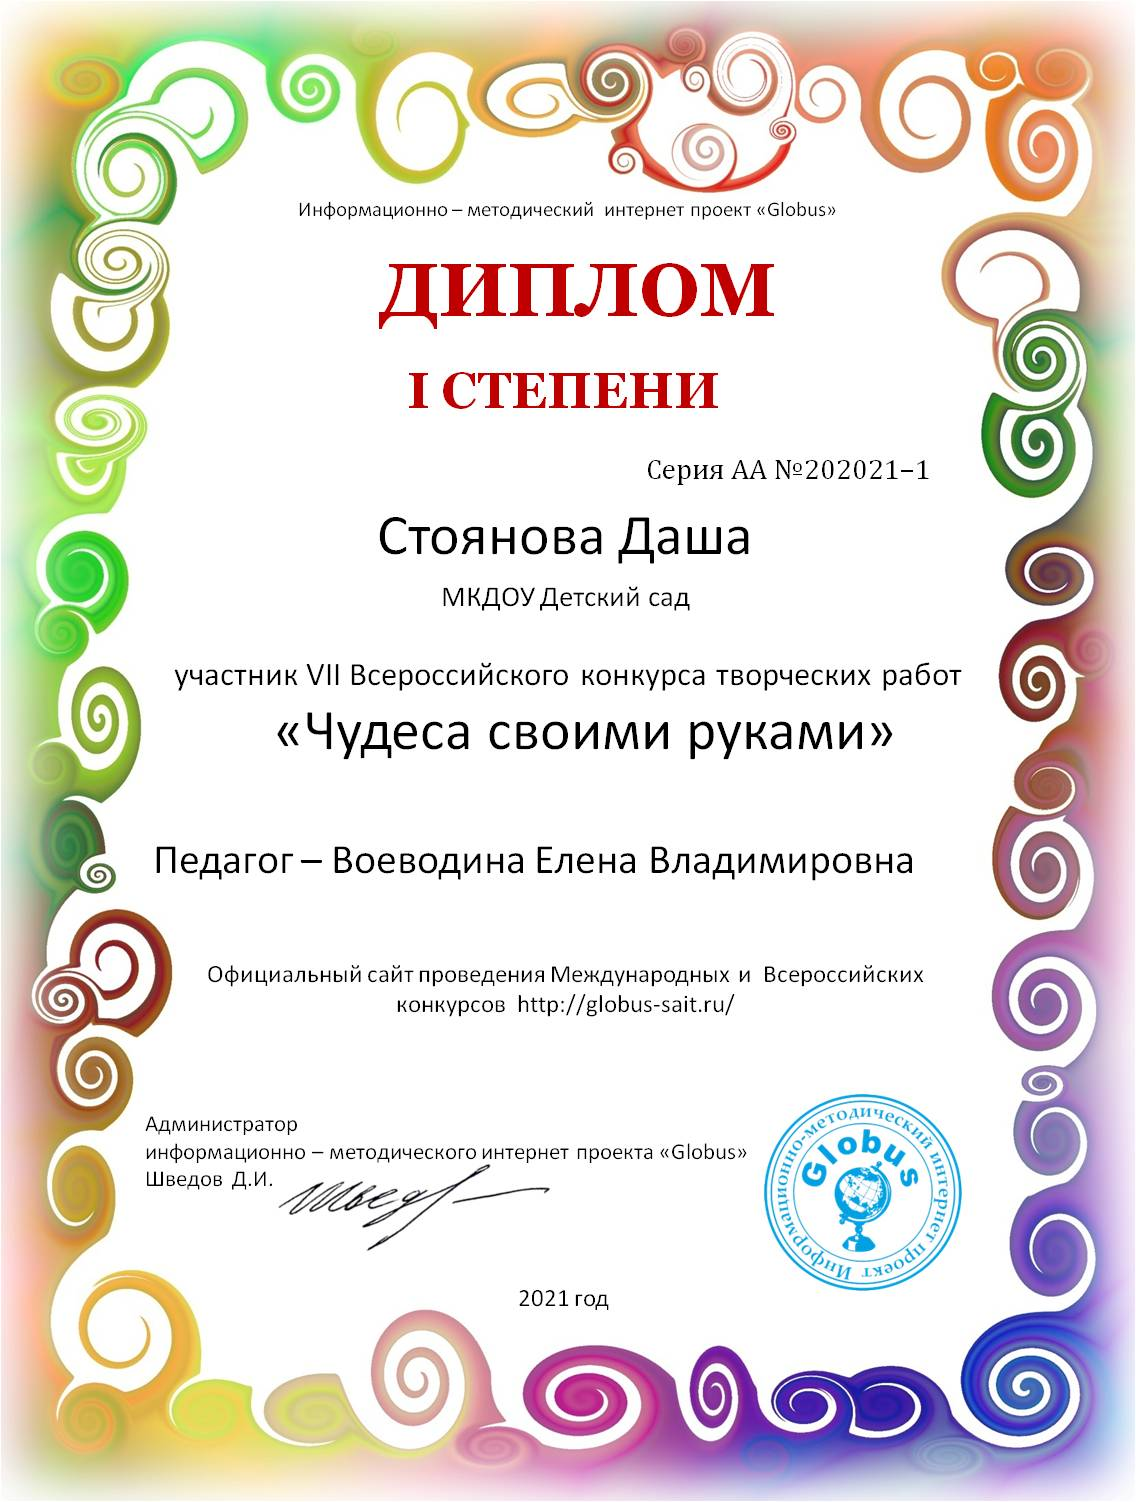 Информационно – методический интернет проект «Globus»
ДИПЛОМ
I СТЕПЕНИ
Серия АА №202021–1
Стоянова Даша
МКДОУ Детский сад
участник VII Всероссийского конкурса творческих работ
«Чудеса своими руками»
Педагог – Воеводина Елена Владимировна
Официальный сайт проведения Международных и Всероссийских
конкурсов http://globus-sait.ru/
Администратор
информационно – методического интернет проекта «Globus»
Шведов Д.И.
Шведов
Информационно-методический интернет проект
Globus
2021 год